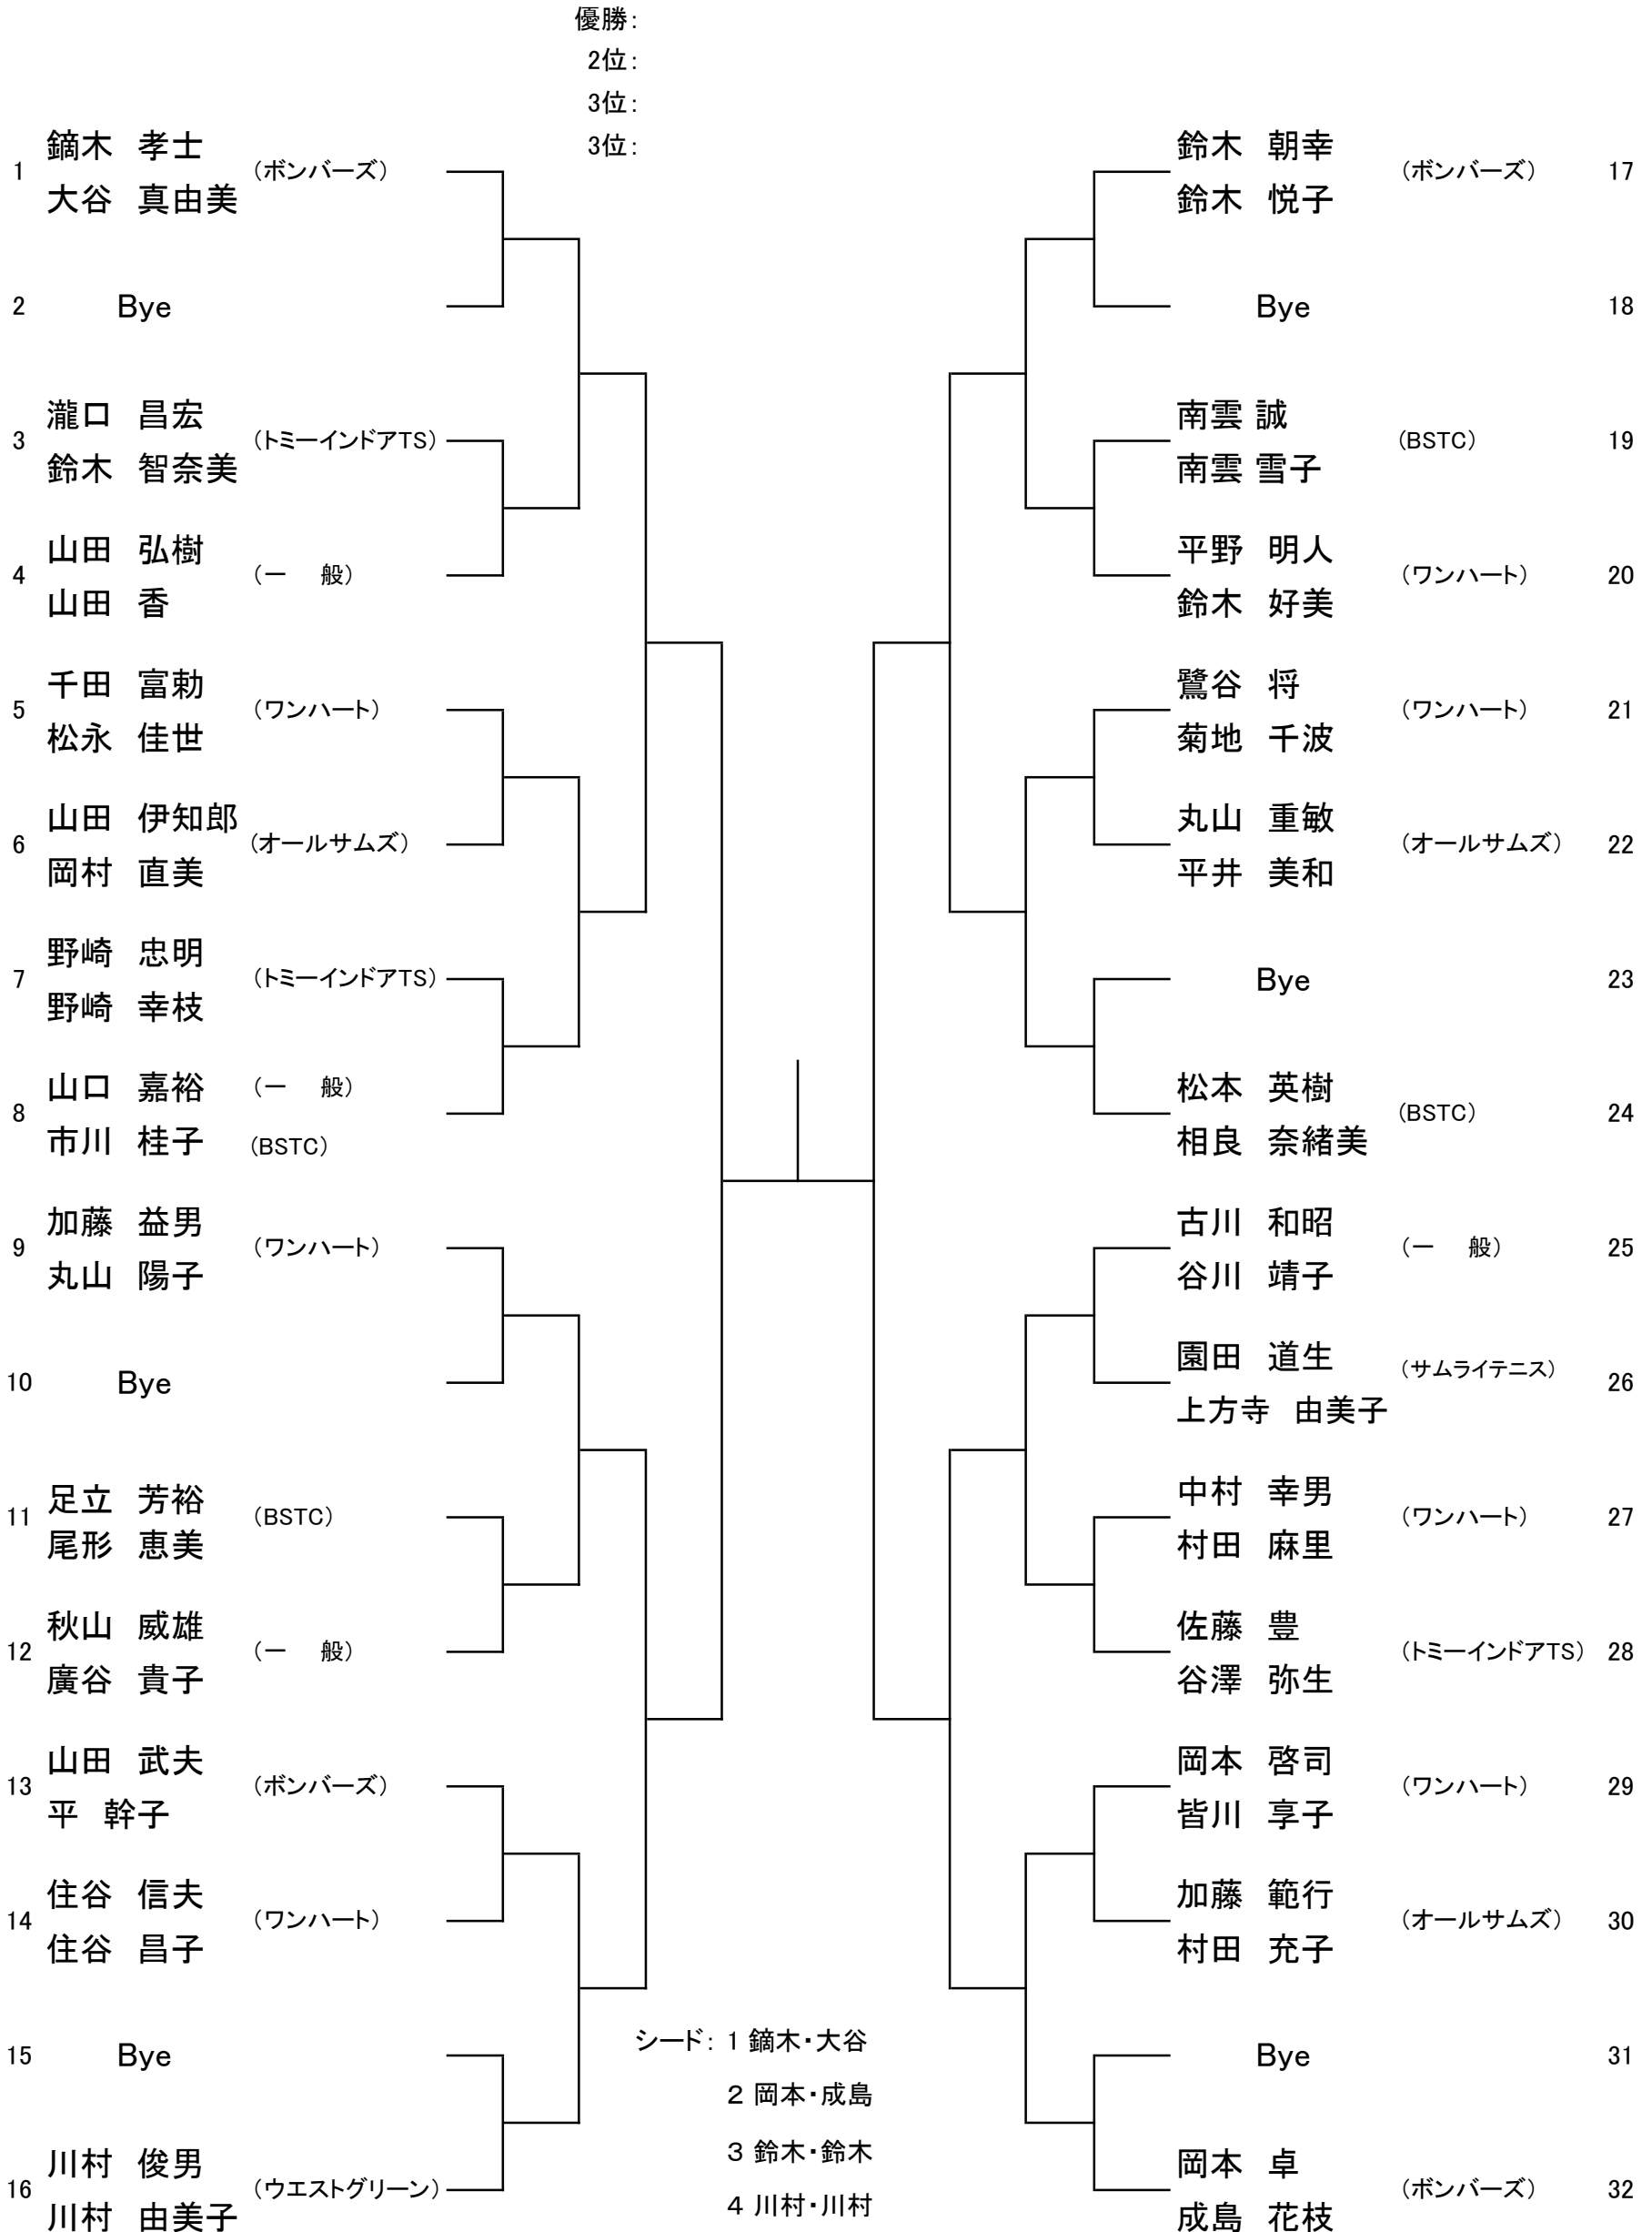 優勝：
2位：
3位：
3位：
1 鏑木 孝士 (ボンバーズ)
大谷 真由美
2 Bye
3 瀧口 昌宏 (トミーインドアTS)
鈴木 智奈美
4 山田 弘樹 (一 般)
山田 香
5 千田 富勅 (ワンハート)
松永 佳世
6 山田 伊知郎 (オールサムズ)
岡村 直美
7 野崎 忠明 (トミーインドアTS)
野崎 幸枝
8 山口 嘉裕 (一 般)
市川 桂子 (BSTC)
9 加藤 益男 (ワンハート)
丸山 陽子
10 Bye
11 足立 芳裕 (BSTC)
尾形 恵美
12 秋山 威雄 (一 般)
廣谷 貴子
13 山田 武夫 (ボンバーズ)
平 幹子
14 住谷 信夫 (ワンハート)
住谷 昌子
15 Bye
16 川村 俊男 (ウエストグリーン)
川村 由美子
鈴木 朝幸 (ボンバーズ) 17
鈴木 悦子
Bye 18
南雲 誠 (BSTC) 19
南雲 雪子
平野 明人 (ワンハート) 20
鈴木 好美
鷺谷 将 (ワンハート) 21
菊地 千波
丸山 重敏 (オールサムズ) 22
平井 美和
Bye 23
松本 英樹 (BSTC) 24
相良 奈緒美
古川 和昭 (一 般) 25
谷川 靖子
園田 道生 (サムライテニス) 26
上方寺 由美子
中村 幸男 (ワンハート) 27
村田 麻里
佐藤 豊 (トミーインドアTS) 28
谷澤 弥生
岡本 啓司 (ワンハート) 29
皆川 享子
加藤 範行 (オールサムズ) 30
村田 充子
Bye 31
岡本 卓 (ボンバーズ) 32
成島 花枝
シード： 1 鏑木・大谷
2 岡本・成島
3 鈴木・鈴木
4 川村・川村